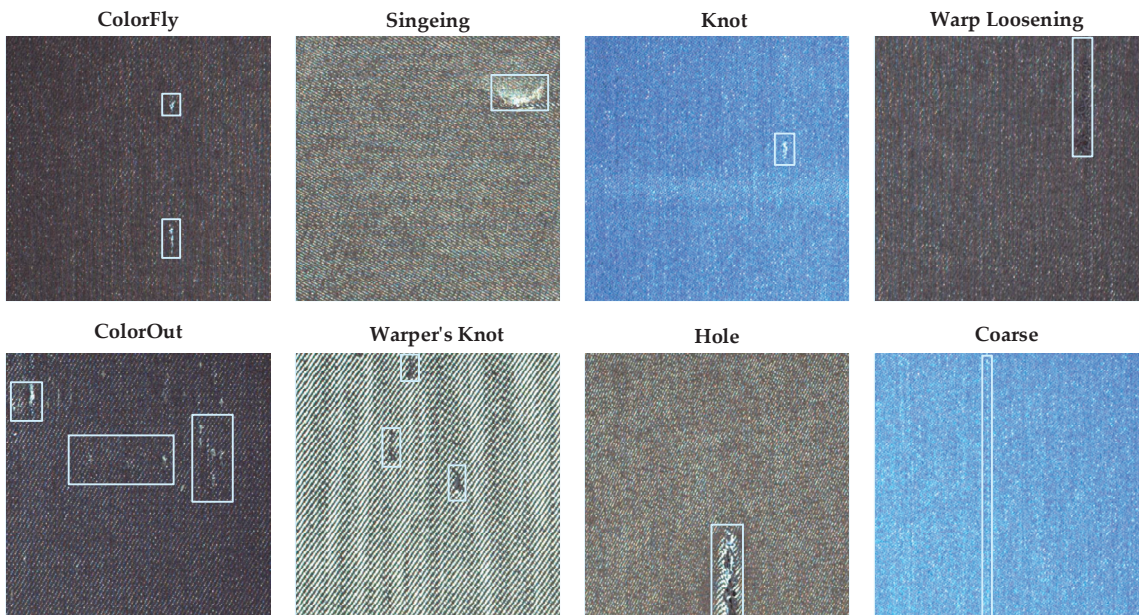 ColorFly
Singeing
Knot
Warp Loosening
ColorOut
Warper's Knot
Hole
Coarse